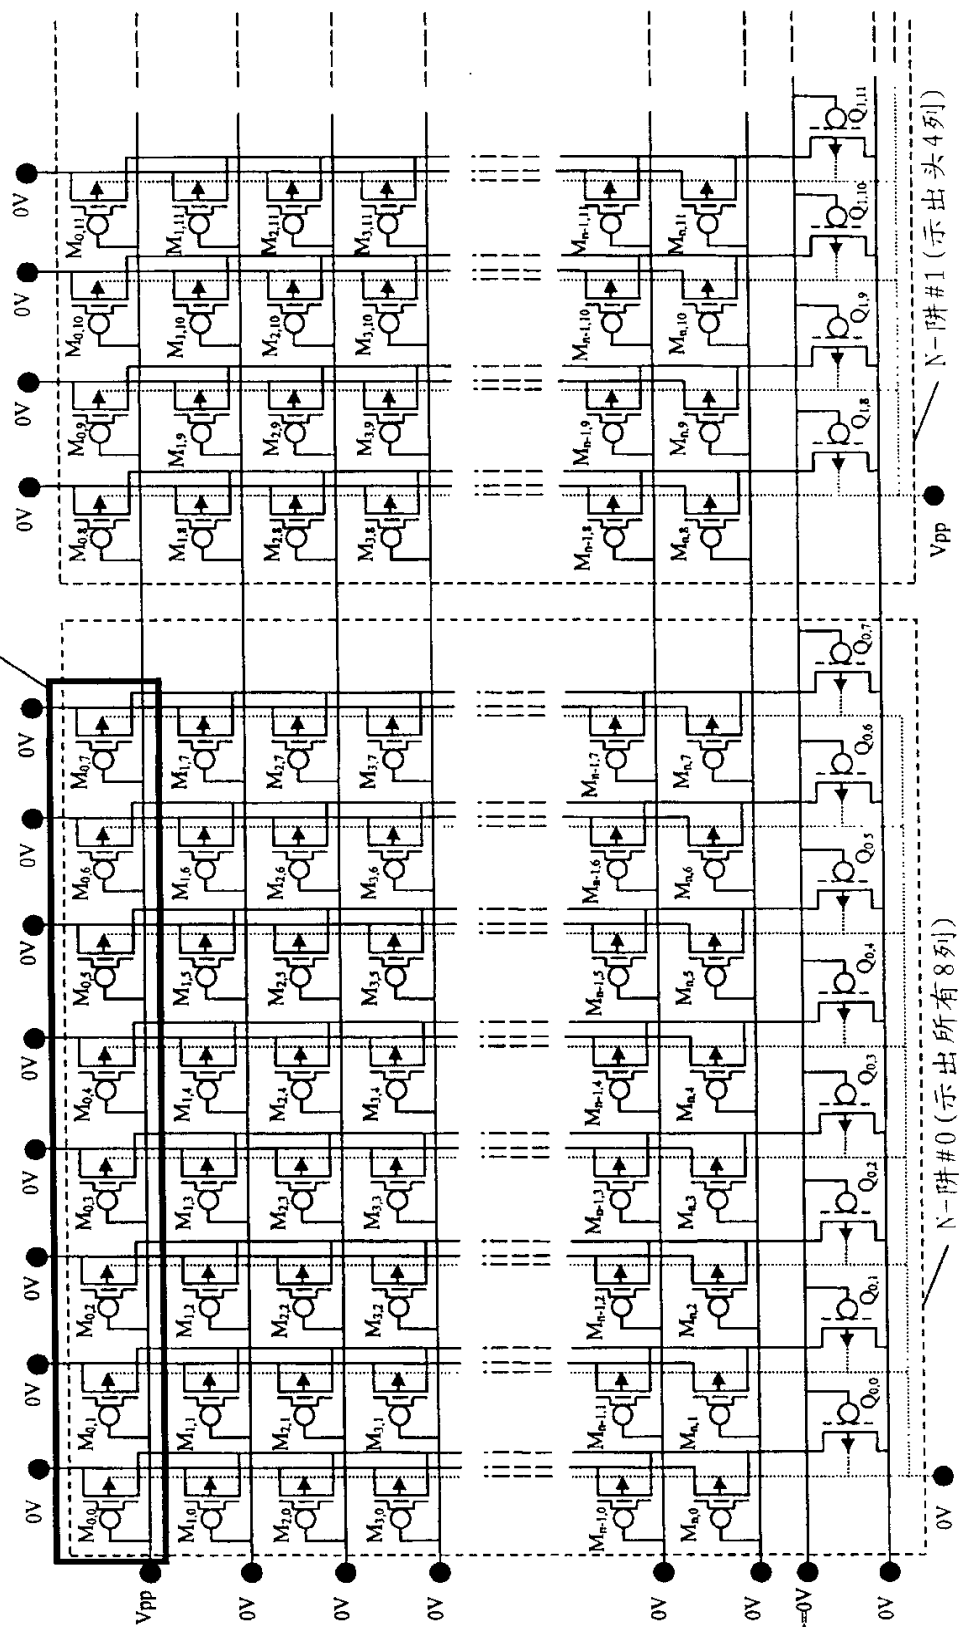 0V 0V 0V 0V 0V 0V 0V 0V 0V 0V 0V 0V
M0,0 M0,1 M0,2 M0,3 M0,4 M0,5 M0,6 M0,7 M0,8 M0,9 M0,10 M0,11
Vpp
M1,0 M1,1 M1,2 M1,3 M1,4 M1,5 M1,6 M1,7 M1,8 M1,9 M1,10 M1,11
0V
M2,0 M2,1 M2,2 M2,3 M2,4 M2,5 M2,6 M2,7 M2,8 M2,9 M2,10 M2,11
0V
M3,0 M3,1 M3,2 M3,3 M3,4 M3,5 M3,6 M3,7 M3,8 M3,9 M3,10 M3,11
0V
Mn-1,0 Mn-1,1 Mn-1,2 Mn-1,3 Mn-1,4 Mn-1,5 Mn-1,6 Mn-1,7 Mn-1,8 Mn-1,9 Mn-1,10 Mn-1,11
0V
Mn,0 Mn,1 Mn,2 Mn,3 Mn,4 Mn,5 Mn,6 Mn,7 Mn,8 Mn,9 Mn,10 Mn,11
0V
Q0,0 Q0,1 Q0,2 Q0,3 Q0,4 Q0,5 Q0,6 Q0,7 Q1,8 Q1,9 Q1,10 Q1,11
0V
0V Vpp
N-阱#0(示出所有8列) N-阱#1(示出头4列)